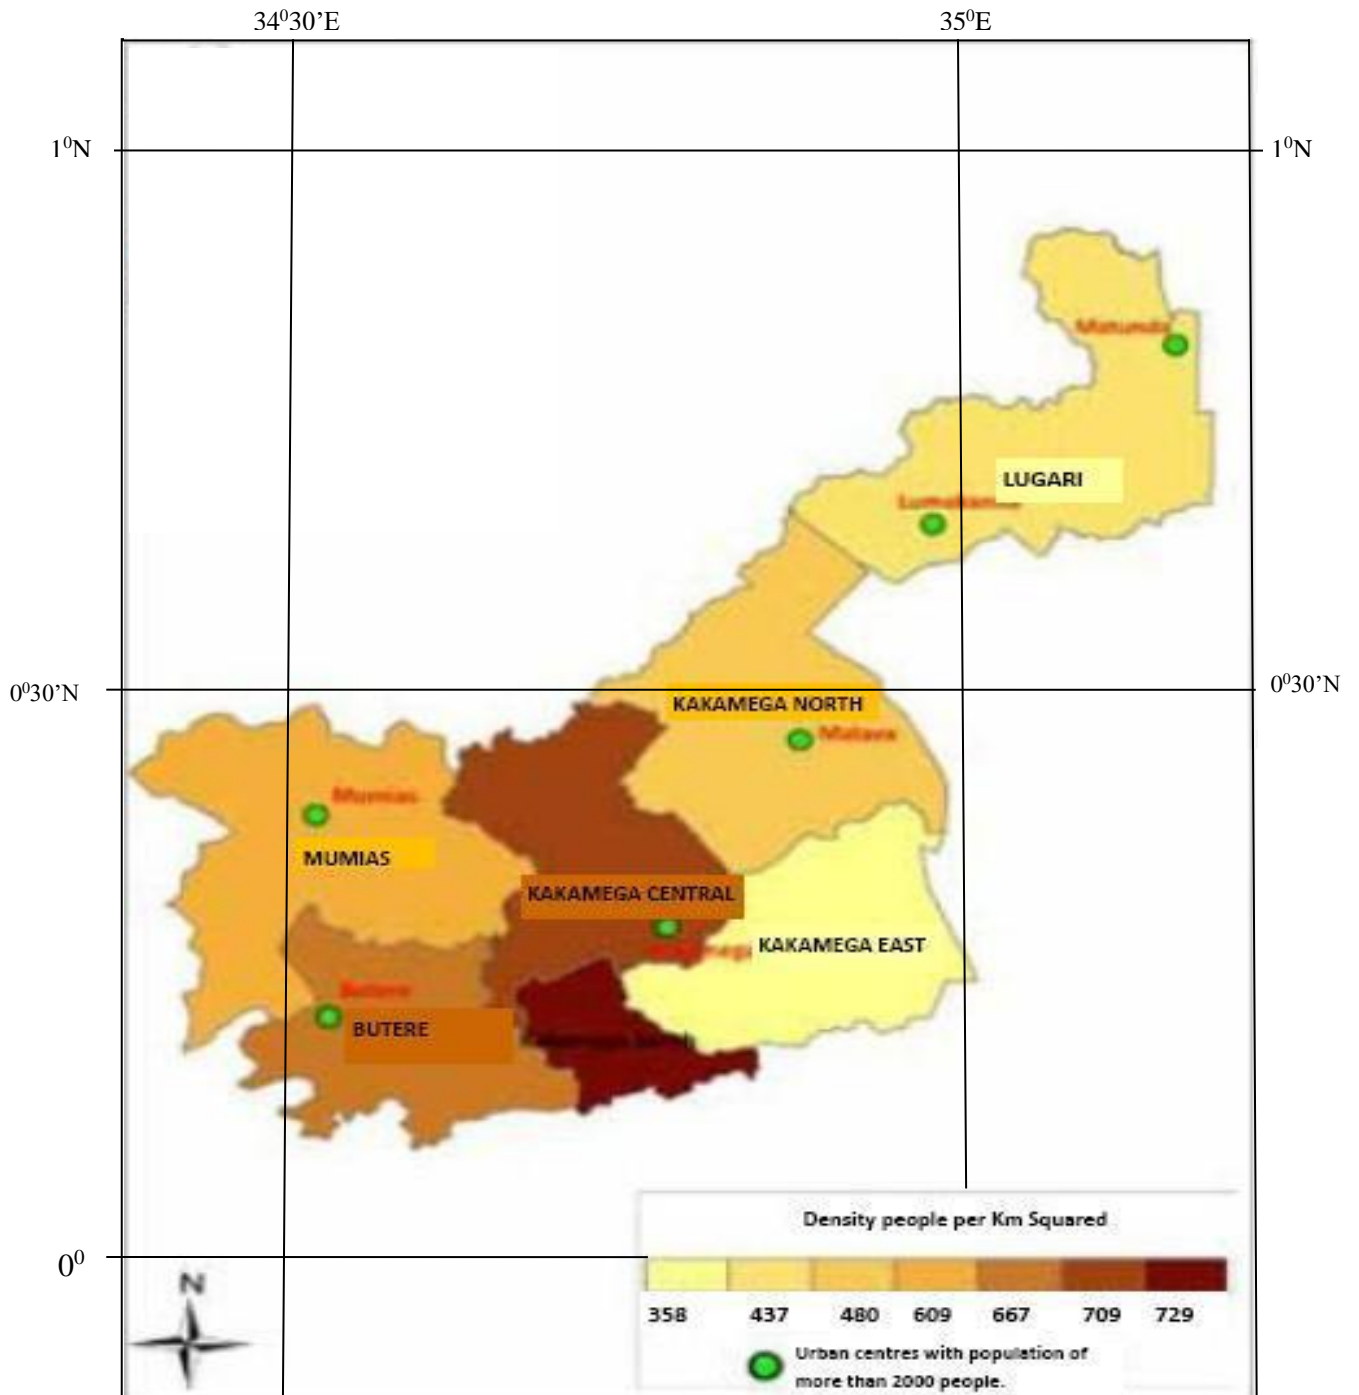 34⁰30’E
35⁰E
1⁰N
1⁰N
Matunda
LUGARI
0⁰30’N
0⁰30’N
KAKAMEGA NORTH
Malava
Mumias
MUMIAS
KAKAMEGA CENTRAL
KAKAMEGA EAST
Butere
BUTERE
Density people per Km Squared
0⁰
N
358 437 480 609 667 709 729
Urban centres with population of
more than 2000 people.